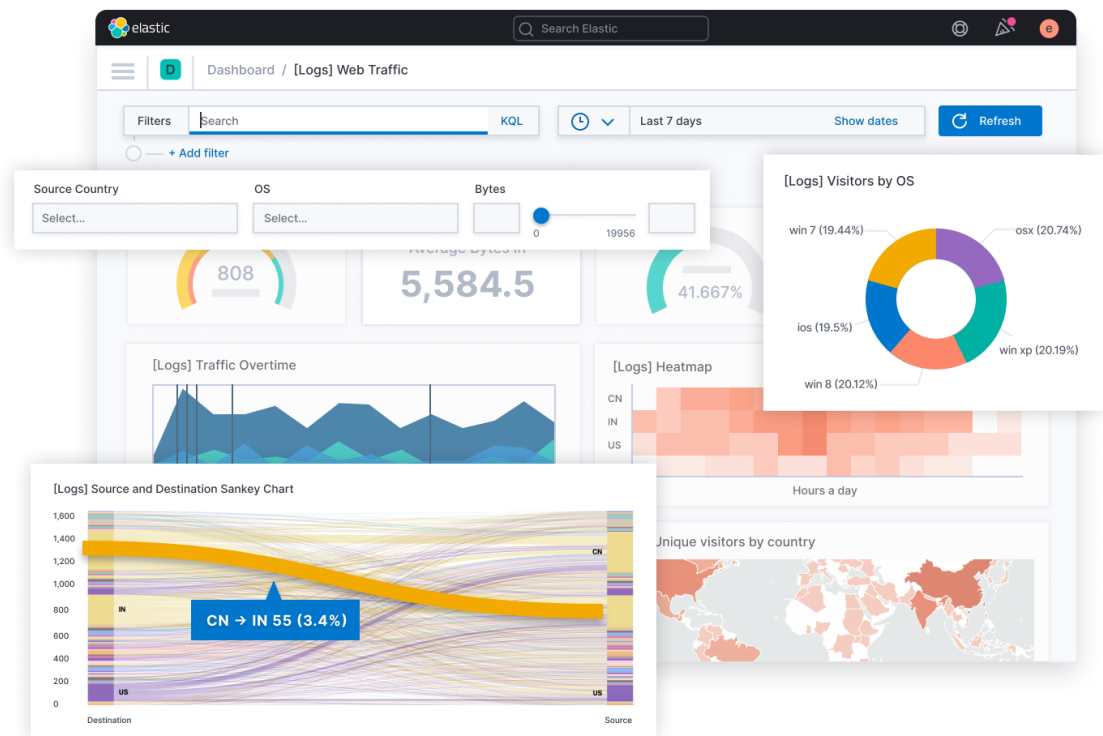 elastic
Search Elastic
e
D
Dashboard / [Logs] Web Traffic
Filters
Search
KQL
Last 7 days
Show dates
Refresh
+ Add filter
Source Country
OS
Bytes
Select...
Select...
0
19956
808
Average Bytes in
5,584.5
41.667%
[Logs] Visitors by OS
win 7 (19.44%)
osx (20.74%)
ios (19.5%)
win xp (20.19%)
win 8 (20.12%)
[Logs] Traffic Overtime
[Logs] Heatmap
CN
IN
US
Hours a day
[Logs] Source and Destination Sankey Chart
1,600
1,400
1,200
1,000
800
600
400
200
0
CN
IN
US
US
CN → IN 55 (3.4%)
Destination
Source
Unique visitors by country